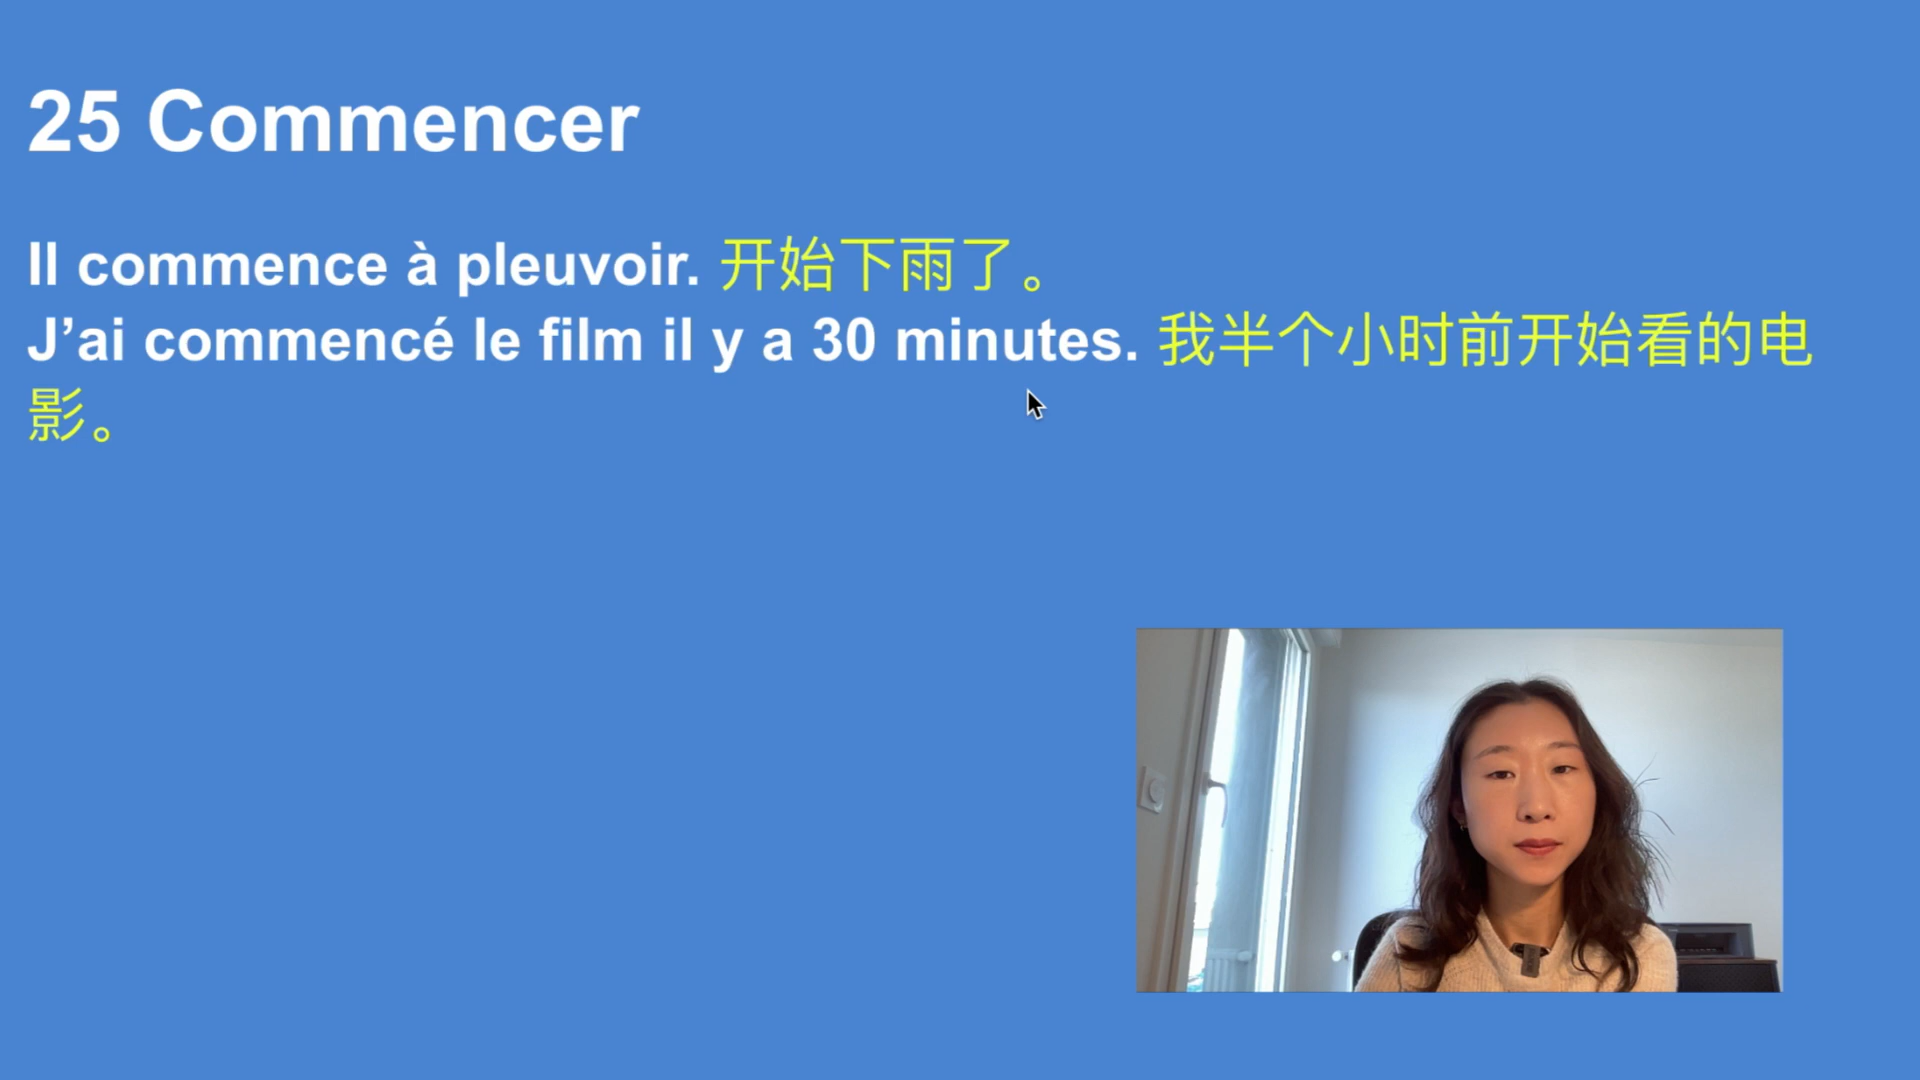 25 Commencer
Il commence à pleuvoir. 开始下雨了。
J’ai commencé le film il y a 30 minutes. 我半个小时前开始看的电
影。